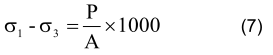 σ₁ - σ₃ = P/A × 1000 (7)